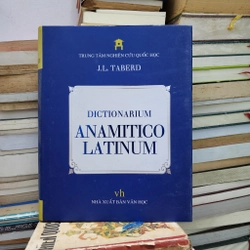 TRUNG TÂM NGHIÊN CỨU QUỐC HỌC
J.L. TABERD
DICTIONARIUM
ANAMITICO
LATINUM
vh
NHÀ XUẤT BẢN VĂN HỌC